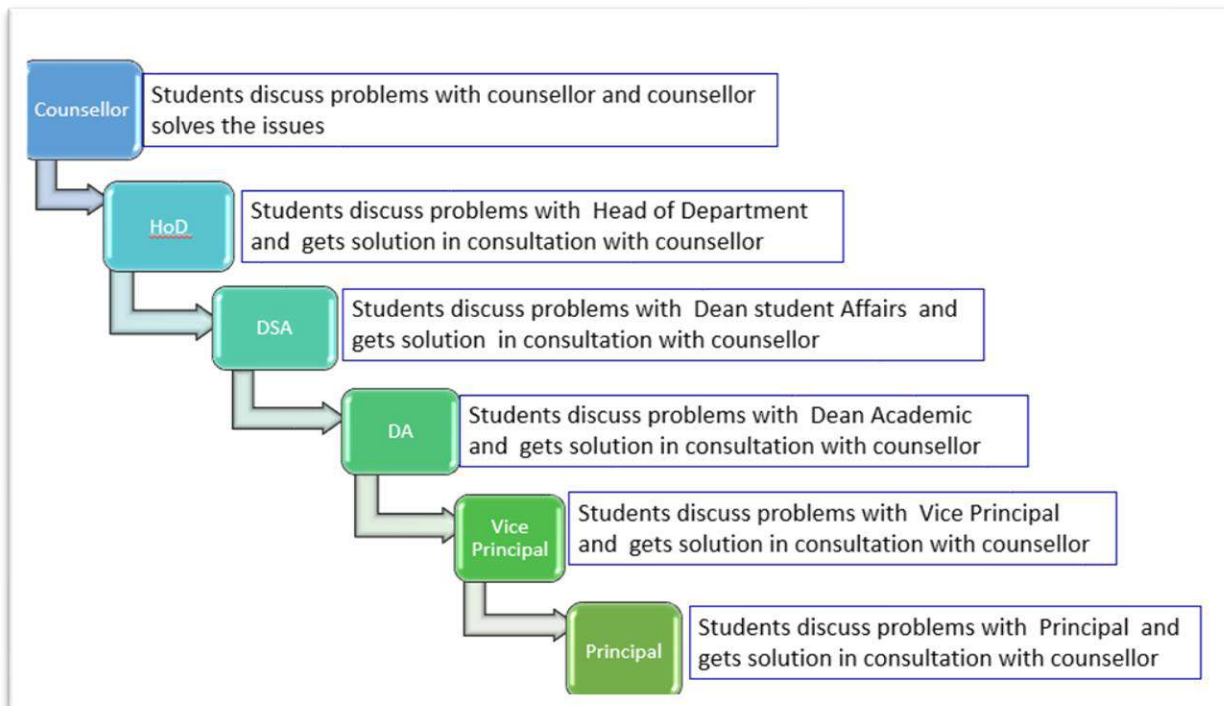 Counsellor
Students discuss problems with counsellor and counsellor
solves the issues
HoD
Students discuss problems with Head of Department
and gets solution in consultation with counsellor
DSA
Students discuss problems with Dean student Affairs and
gets solution in consultation with counsellor
DA
Students discuss problems with Dean Academic
and gets solution in consultation with counsellor
Vice
Principal
Students discuss problems with Vice Principal
and gets solution in consultation with counsellor
Principal
Students discuss problems with Principal and
gets solution in consultation with counsellor